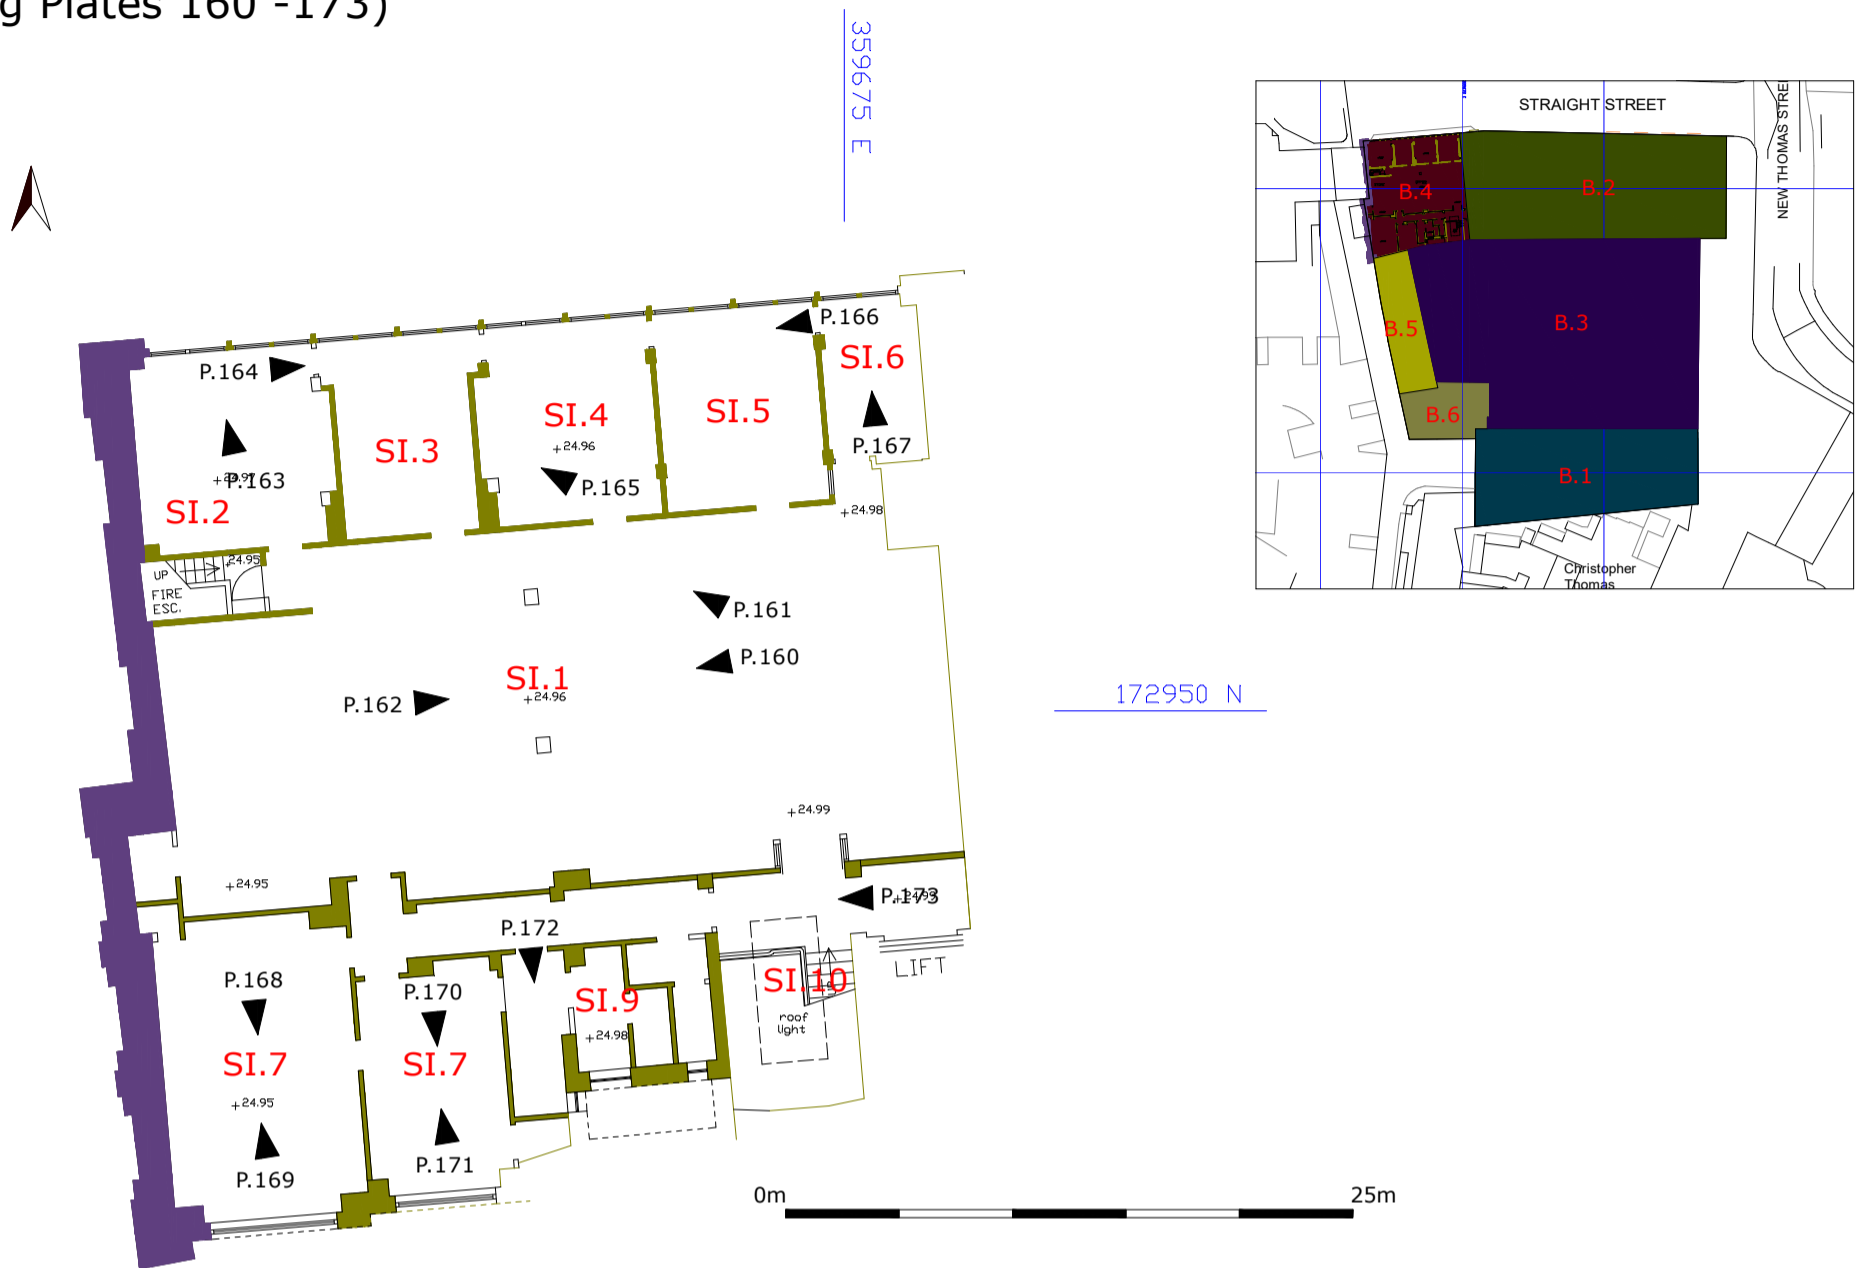 g Plates 160 -173)
359675 E
STRAIGHT STREET
NEW THOMAS STREE
B.4
B.2
B.3
B.5
B.6
B.1
Christopher
Thomas
P.166
SI.6
P.164
SI.4
SI.5
+24.96
SI.3
P.167
P.163
P.165
SI.2
+24.98
24.95
UP
FIRE
ESC.
P.161
P.160
SI.1
+24.96
P.162
172950 N
+24.99
+24.95
P.173
P.172
P.168
P.170
LIFT
SI.10
SI.9
roof
light
+24.98
SI.7
SI.7
+24.95
P.171
P.169
0m
25m